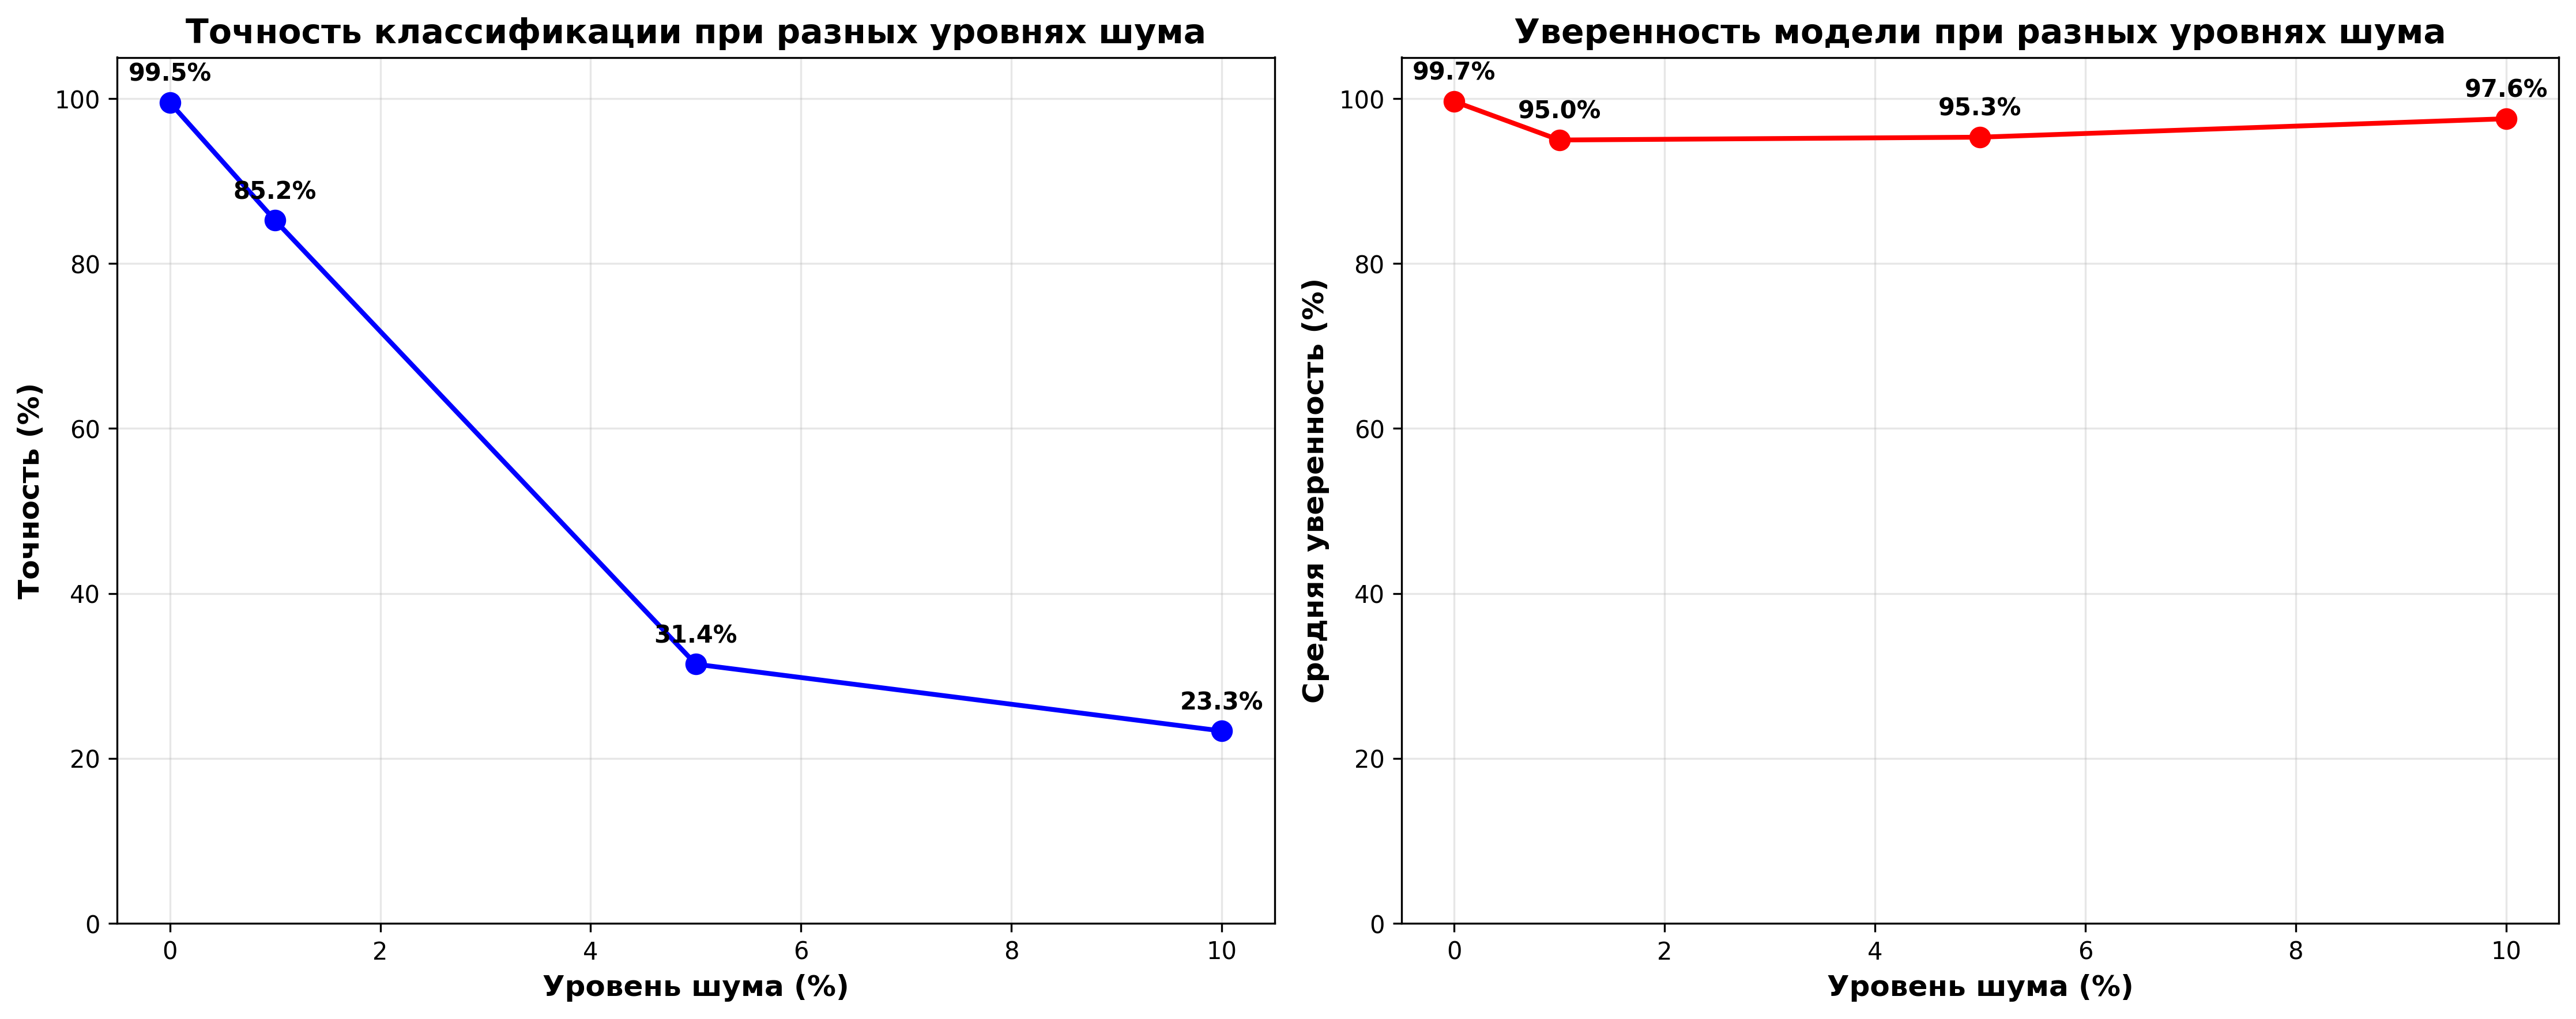 Точность классификации при разных уровнях шума
99.5%
85.2%
31.4%
23.3%
100
80
60
40
20
0
Точность (%)
0 2 4 6 8 10
Уровень шума (%)
Уверенность модели при разных уровнях шума
99.7%
95.0%
95.3%
97.6%
100
80
60
40
20
0
Средняя уверенность (%)
0 2 4 6 8 10
Уровень шума (%)